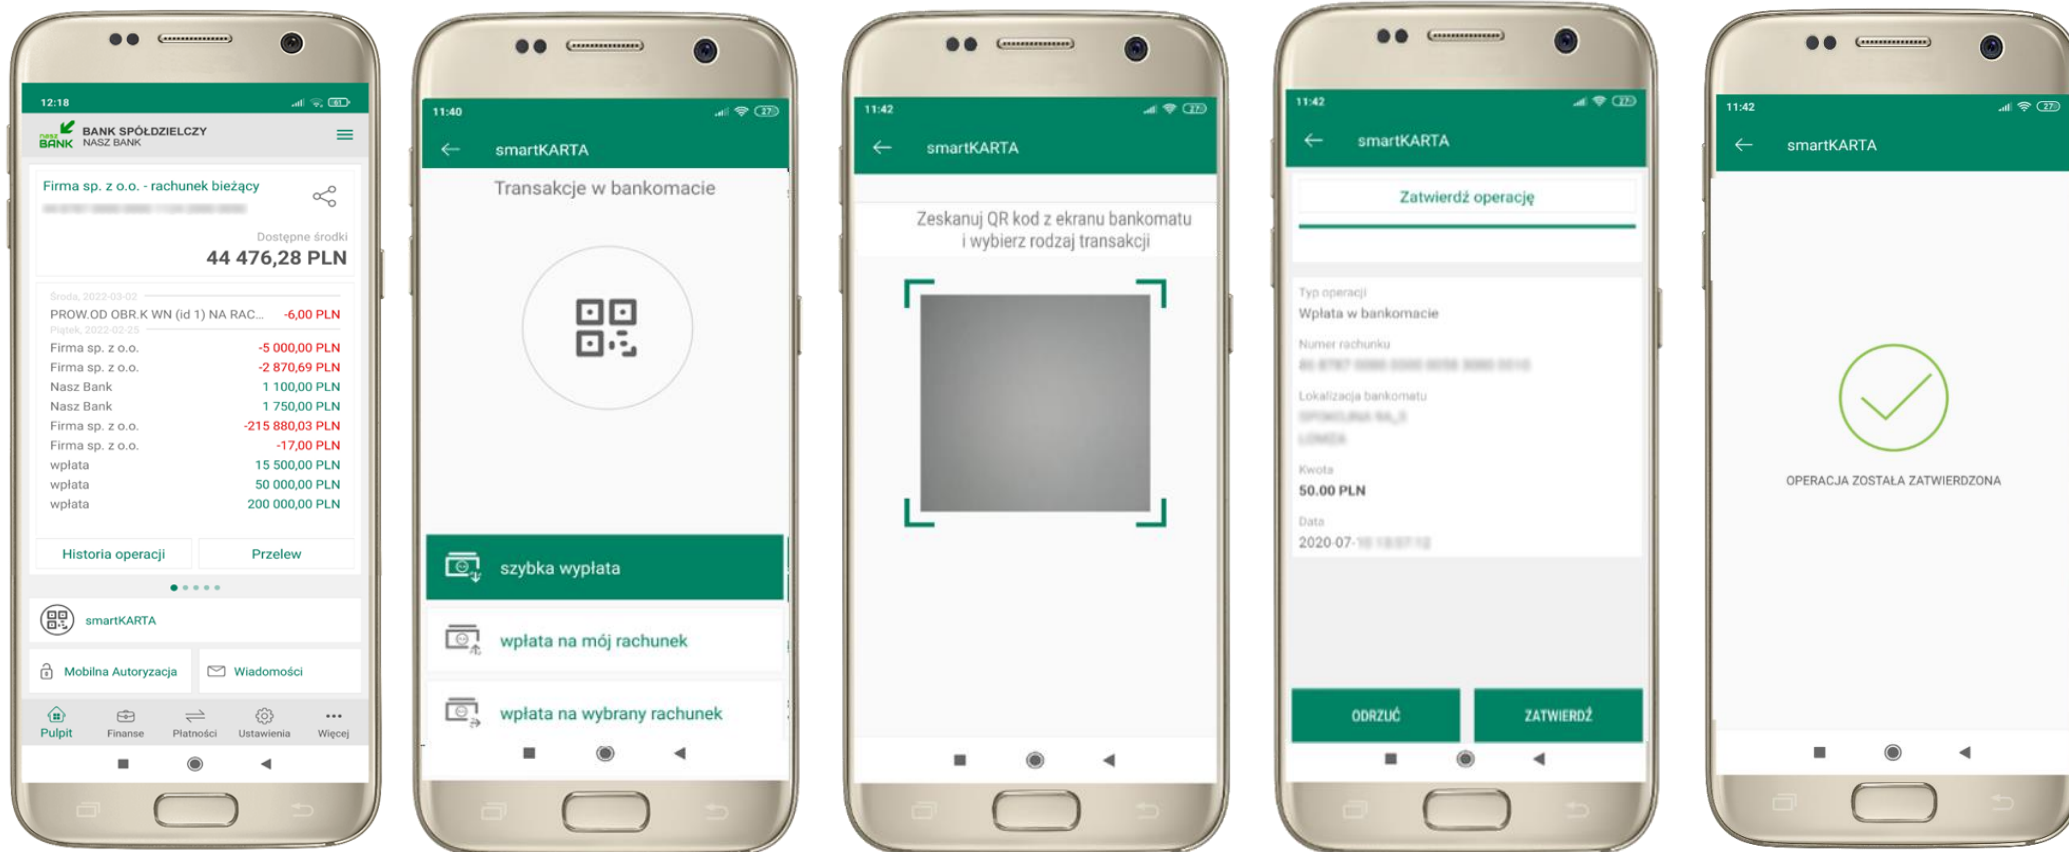 12:18
61
nasz BANK
BANK SPÓŁDZIELCZY
NASZ BANK
Firma sp. z o.o. - rachunek bieżący
Dostępne środki
44 476,28 PLN
Środa, 2022-03-02
PROW.OD OBR.K WN (id 1) NA RAC... -6,00 PLN
Piątek, 2022-02-25
Firma sp. z o.o. -5 000,00 PLN
Firma sp. z o.o. -2 870,69 PLN
Nasz Bank 1 100,00 PLN
Nasz Bank 1 750,00 PLN
Firma sp. z o.o. -215 880,03 PLN
Firma sp. z o.o. -17,00 PLN
wpłata 15 500,00 PLN
wpłata 50 000,00 PLN
wpłata 200 000,00 PLN
Historia operacji Przelew
smartKARTA
Mobilna Autoryzacja Wiadomości
Pulpit Finanse Płatności Ustawienia Więcej
11:40
27
smartKARTA
Transakcje w bankomacie
szybka wypłata
wpłata na mój rachunek
wpłata na wybrany rachunek
11:42
27
smartKARTA
Zeskanuj QR kod z ekranu bankomatu
i wybierz rodzaj transakcji
11:42
27
smartKARTA
Zatwierdź operację
Typ operacji
Wpłata w bankomacie
Numer rachunku
Lokalizacja bankomatu
Kwota
50.00 PLN
Data
2020-07-
ODRZUĆ ZATWIERDŹ
11:42
27
smartKARTA
OPERACJA ZOSTAŁA ZATWIERDZONA